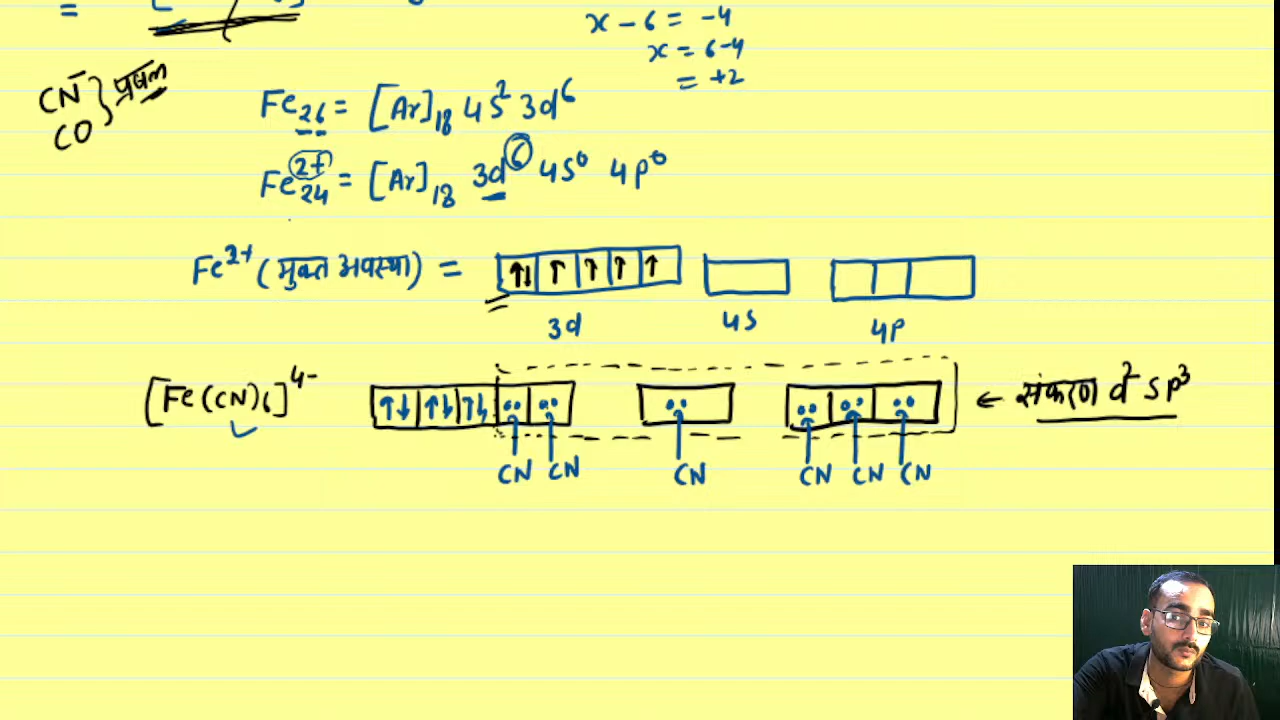 x - 6 = -4
x = 6-4
= +2
CN⁻ } प्रबल
CO
Fe₂₆ = [Ar]₁₈ 4S² 3d⁶
Fe²⁺₂₄ = [Ar]₁₈ 3d⁶ 4S⁰ 4P⁰
Fe²⁺ (मुक्त अवस्था) = ↑↓ ↑ ↑ ↑ ↑
3d 4S 4P
[Fe(CN)₆]⁴⁻ ↑↓ ↑↓ ↑↓ ← संकरण d²SP³
CN CN CN CN CN CN